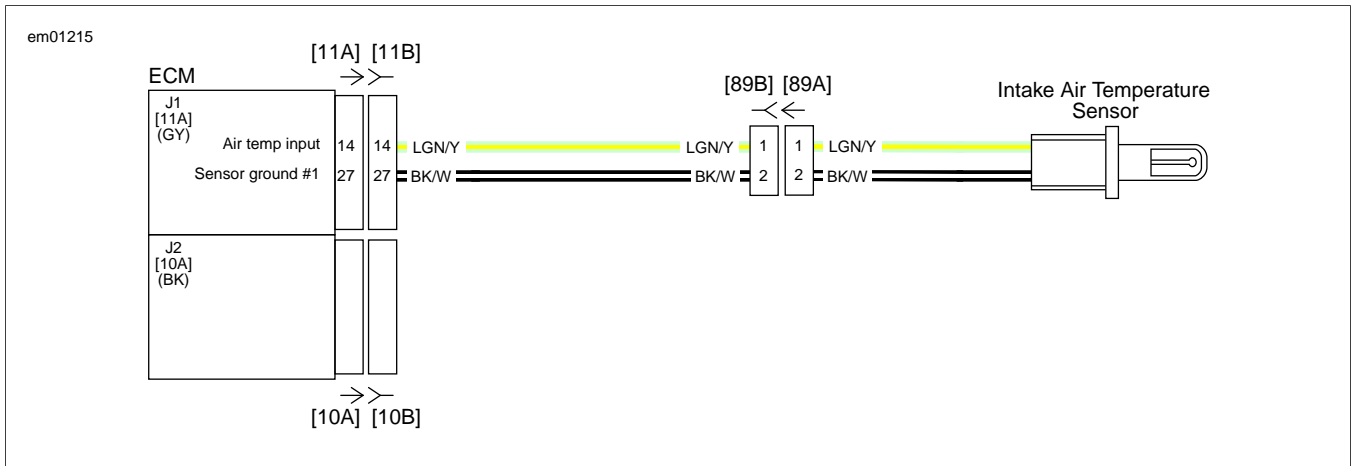 em01215
[11A] [11B]
ECM
[89B] [89A]
Intake Air Temperature
Sensor
J1
[11A]
(GY)
Air temp input 14 14 LGN/Y LGN/Y 1 1 LGN/Y
Sensor ground #1 27 27 BK/W BK/W 2 2 BK/W
J2
[10A]
(BK)
[10A] [10B]